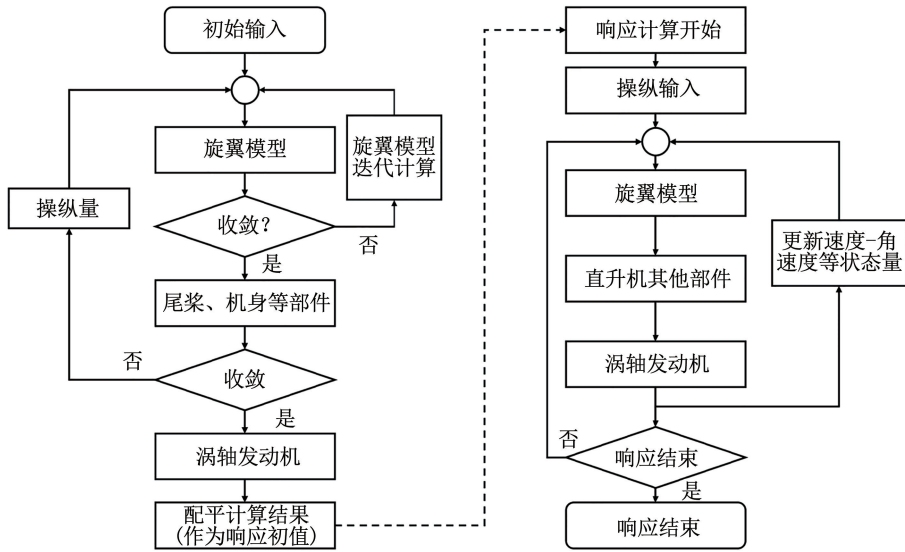 初始输入
旋翼模型
旋翼模型
迭代计算
操纵量
收敛?
否
是
尾桨、机身等部件
否
收敛
是
涡轴发动机
配平计算结果
(作为响应初值)
响应计算开始
操纵输入
旋翼模型
更新速度-角
速度等状态量
直升机其他部件
涡轴发动机
否
响应结束
是
响应结束